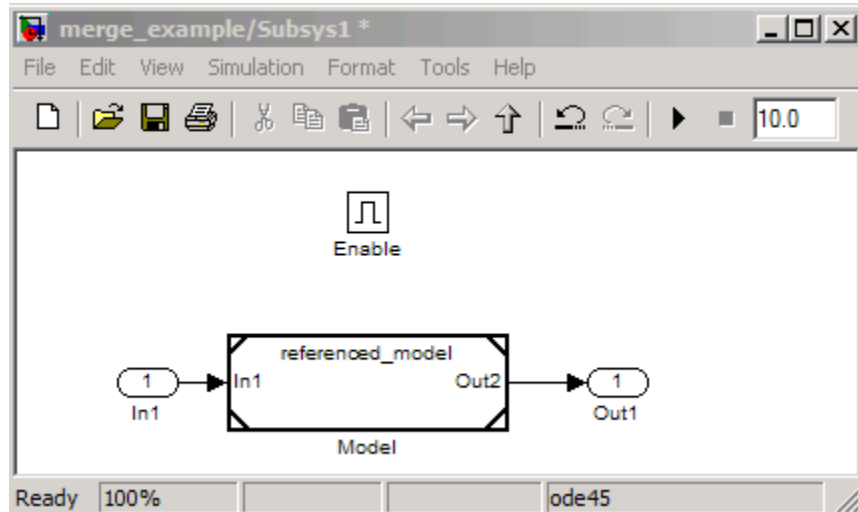 merge_example/Subsys1 *
File Edit View Simulation Format Tools Help
10.0
Enable
referenced_model
1 In1 Out2 1
In1 Out1
Model
Ready 100% ode45